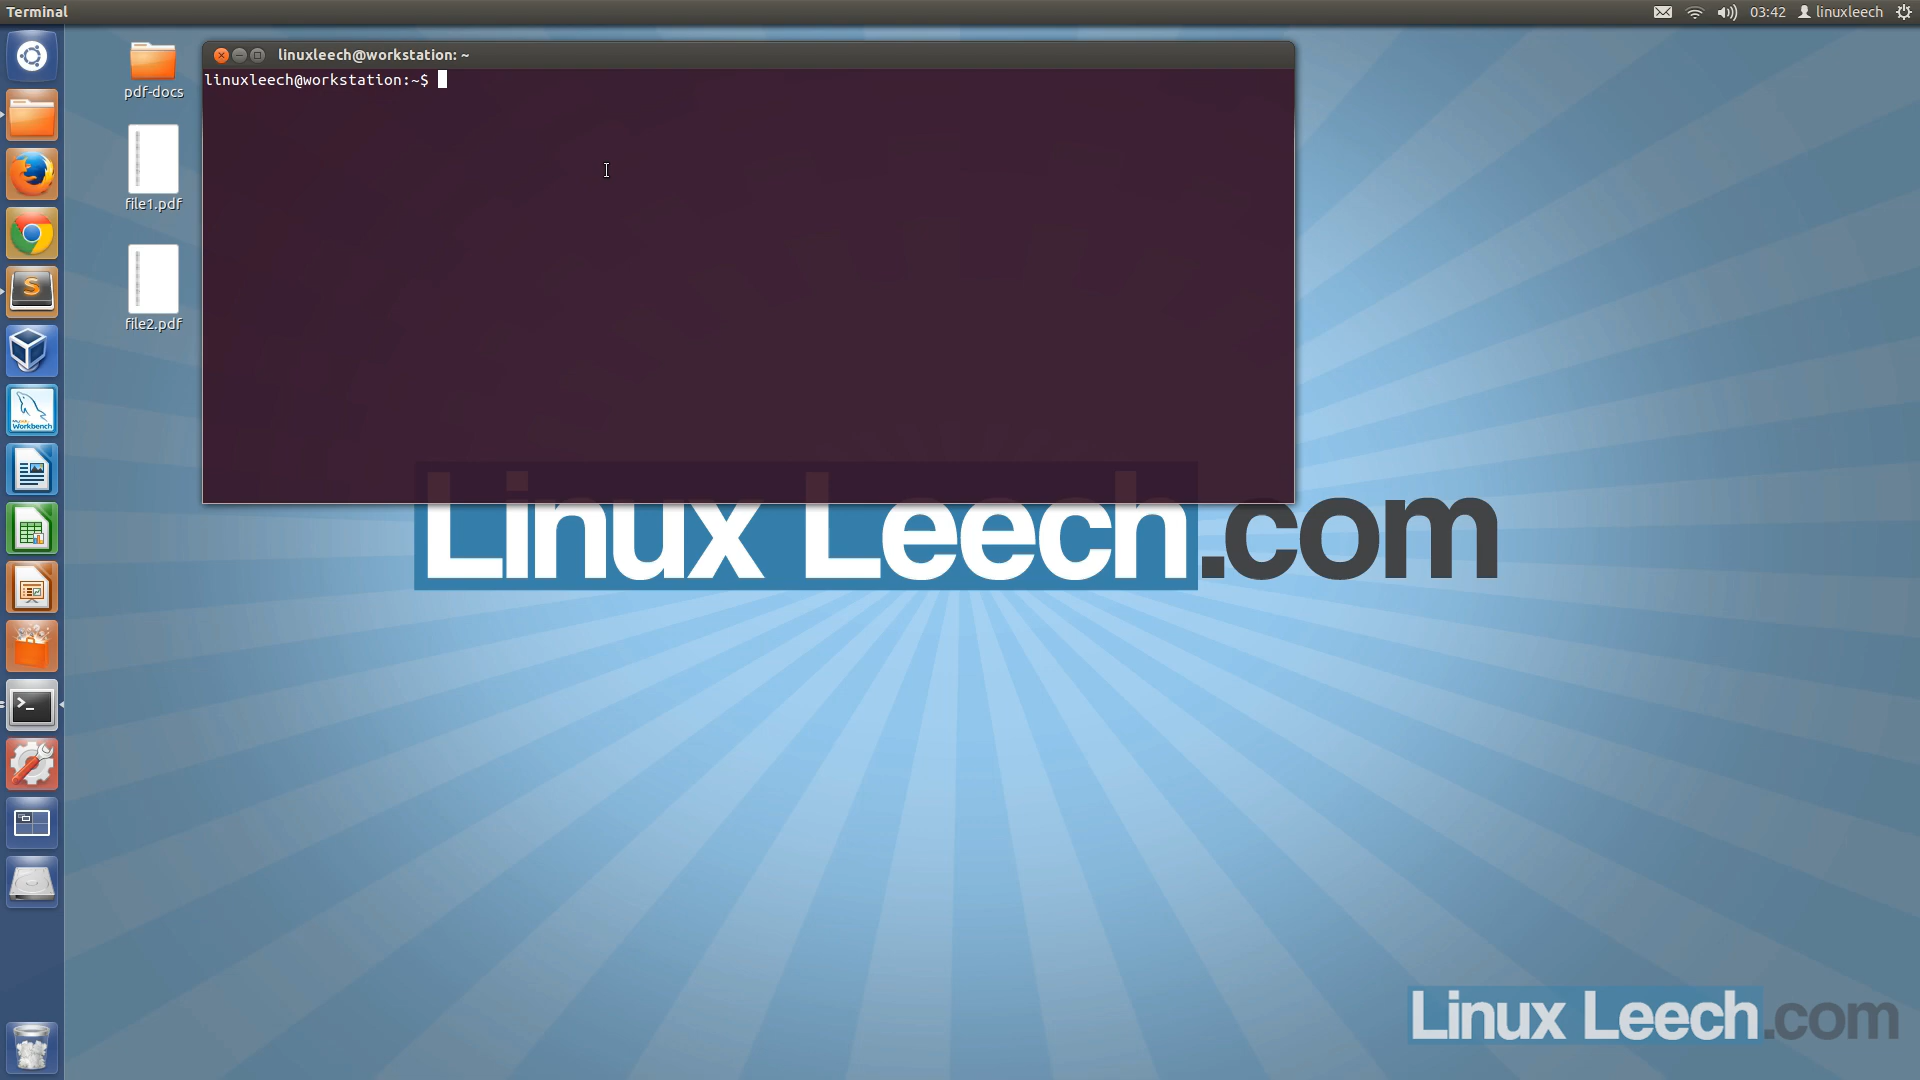 Terminal
03:42 linuxleech
linuxleech@workstation: ~
linuxleech@workstation:~$
pdf-docs
file1.pdf
file2.pdf
Workbench
Linux Leech.com
Linux Leech.com